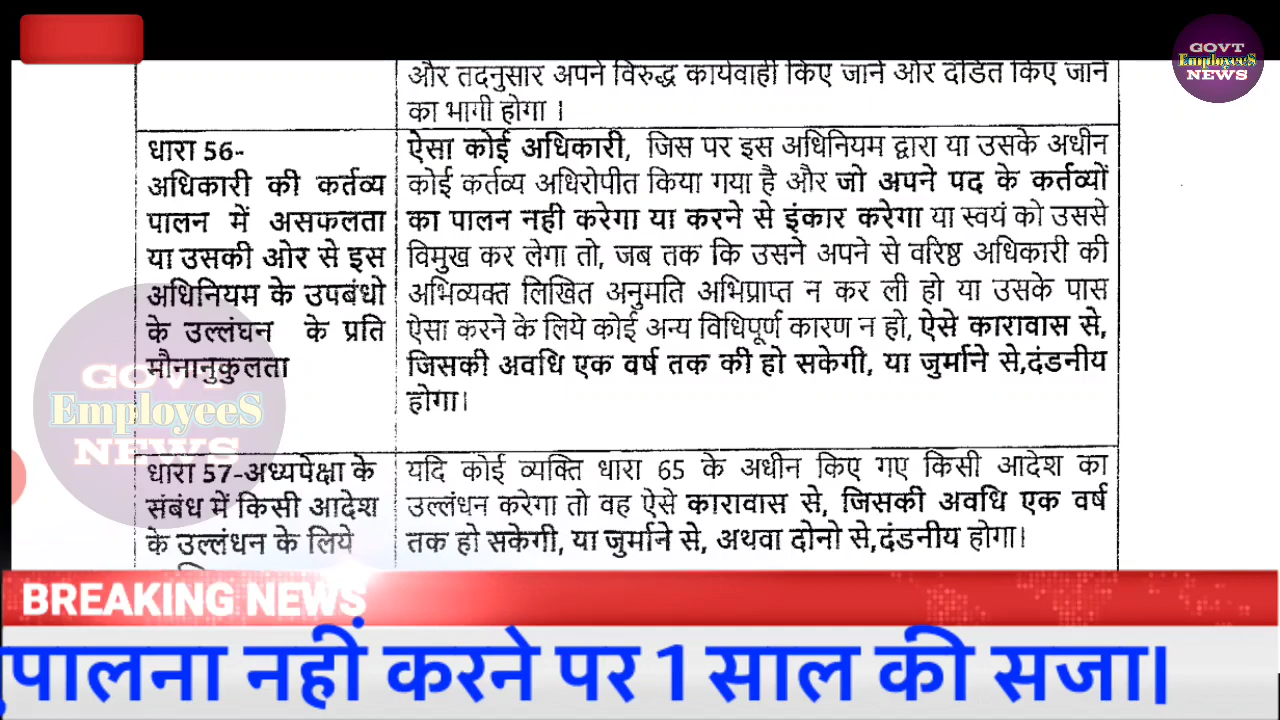 GOVT
EmployeeS
NEWS
और तदनुसार अपने विरुद्ध कार्यवाही किए जाने और दंडित किए जाने
का भागी होगा ।
धारा 56-
अधिकारी की कर्तव्य
पालन में असफलता
या उसकी ओर से इस
अधिनियम के उपबंधो
के उल्लंघन के प्रति
मौनानुकुलता
ऐसा कोई अधिकारी, जिस पर इस अधिनियम द्वारा या उसके अधीन
कोई कर्तव्य अधिरोपीत किया गया है और जो अपने पद के कर्तव्यों
का पालन नही करेगा या करने से इंकार करेगा या स्वयं को उससे
विमुख कर लेगा तो, जब तक कि उसने अपने से वरिष्ठ अधिकारी की
अभिव्यक्त लिखित अनुमति अभिप्राप्त न कर ली हो या उसके पास
ऐसा करने के लिये कोई अन्य विधिपूर्ण कारण न हो, ऐसे कारावास से,
जिसकी अवधि एक वर्ष तक की हो सकेगी, या जुर्माने से,दंडनीय
होगा।
GOVT
EmployeeS
NEWS
धारा 57-अध्यपेक्षा के
संबंध में किसी आदेश
के उल्लंधन के लिये
यदि कोई व्यक्ति धारा 65 के अधीन किए गए किसी आदेश का
उल्लंधन करेगा तो वह ऐसे कारावास से, जिसकी अवधि एक वर्ष
तक हो सकेगी, या जुर्माने से, अथवा दोनो से,दंडनीय होगा।
BREAKING NEWS
पालना नहीं करने पर 1 साल की सजा।